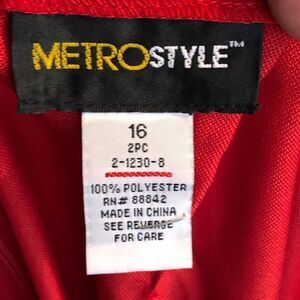 METROSTYLE™
16
2PC
2-1230-8
100% POLYESTER
RN# 88842
MADE IN CHINA
SEE REVERSE
FOR CARE